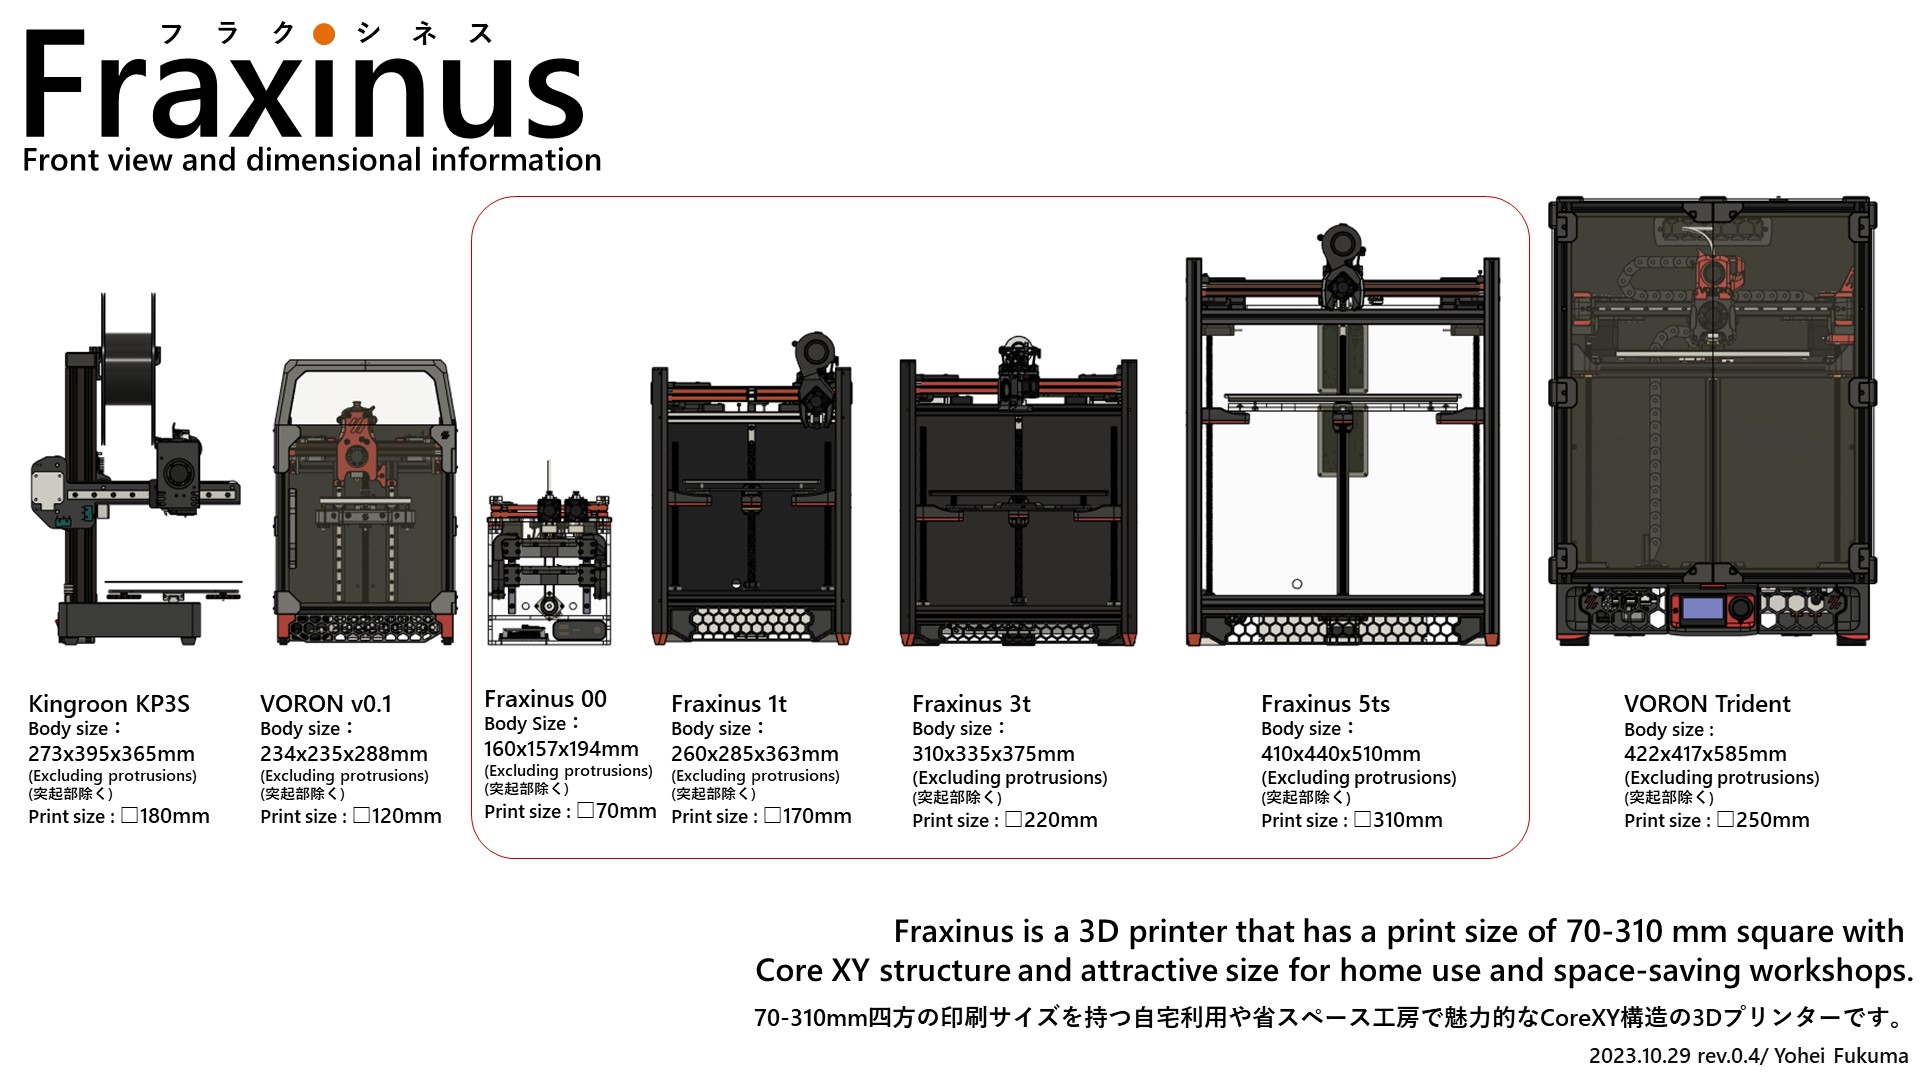 フラク●シネス
Fraxinus
Front view and dimensional information
Kingroon KP3S
Body size：
273x395x365mm
(Excluding protrusions)
(突起部除く)
Print size : □180mm
VORON v0.1
Body size：
234x235x288mm
(Excluding protrusions)
(突起部除く)
Print size : □120mm
Fraxinus 00
Body Size：
160x157x194mm
(Excluding protrusions)
(突起部除く)
Print size : □70mm
Fraxinus 1t
Body size：
260x285x363mm
(Excluding protrusions)
(突起部除く)
Print size : □170mm
Fraxinus 3t
Body size：
310x335x375mm
(Excluding protrusions)
(突起部除く)
Print size : □220mm
Fraxinus 5ts
Body size：
410x440x510mm
(Excluding protrusions)
(突起部除く)
Print size : □310mm
VORON Trident
Body size :
422x417x585mm
(Excluding protrusions)
(突起部除く)
Print size : □250mm
Fraxinus is a 3D printer that has a print size of 70-310 mm square with
Core XY structure and attractive size for home use and space-saving workshops.
70-310mm四方の印刷サイズを持つ自宅利用や省スペース工房で魅力的なCoreXY構造の3Dプリンターです。
2023.10.29 rev.0.4/ Yohei Fukuma